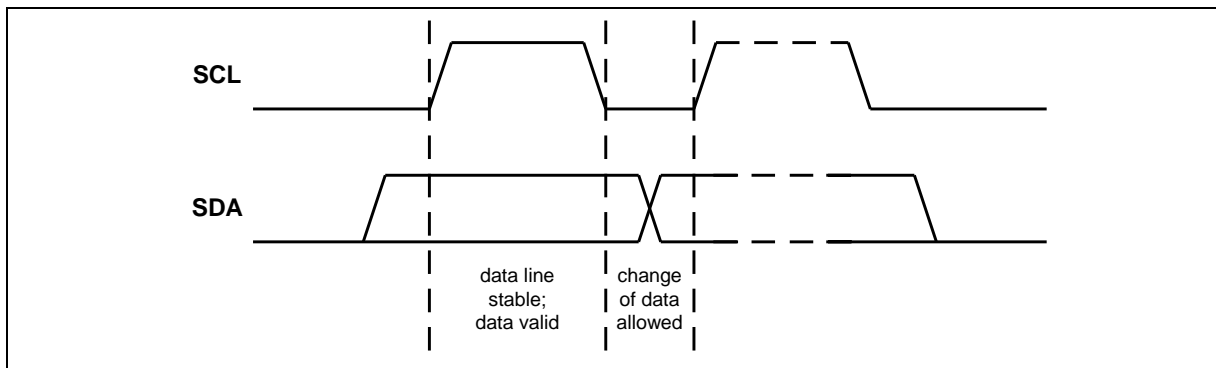 SCL
SDA
data line
stable;
data valid
change
of data
allowed